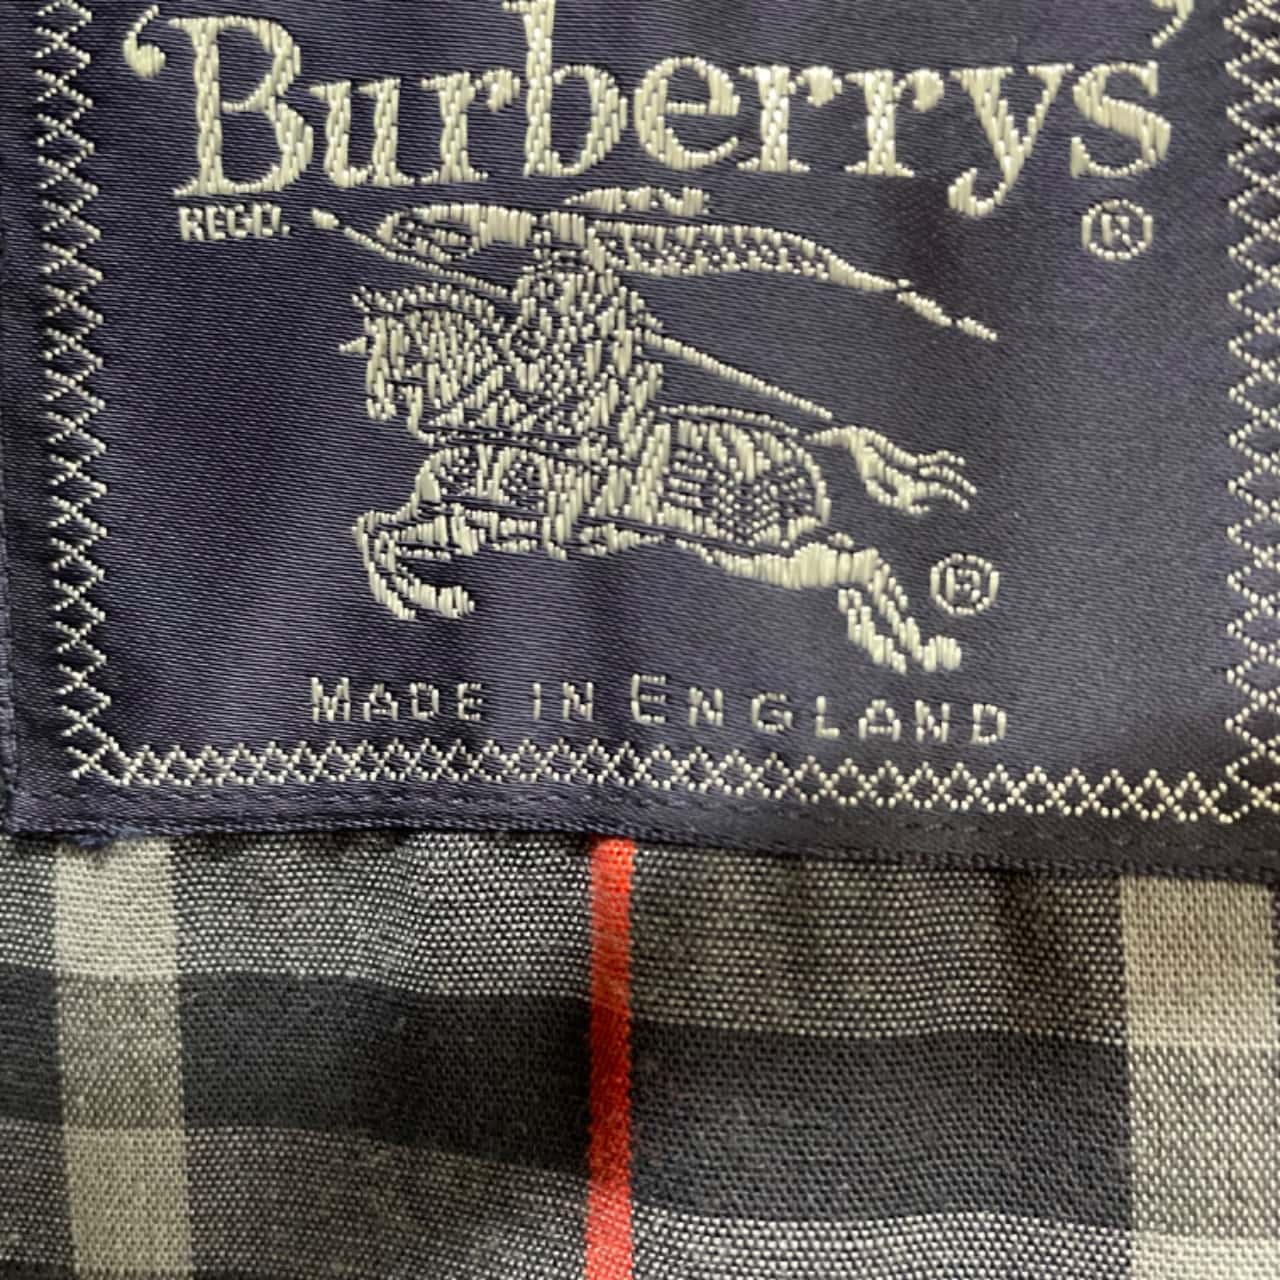 ‘Burberrys’
REGD. ®
®
MADE IN ENGLAND